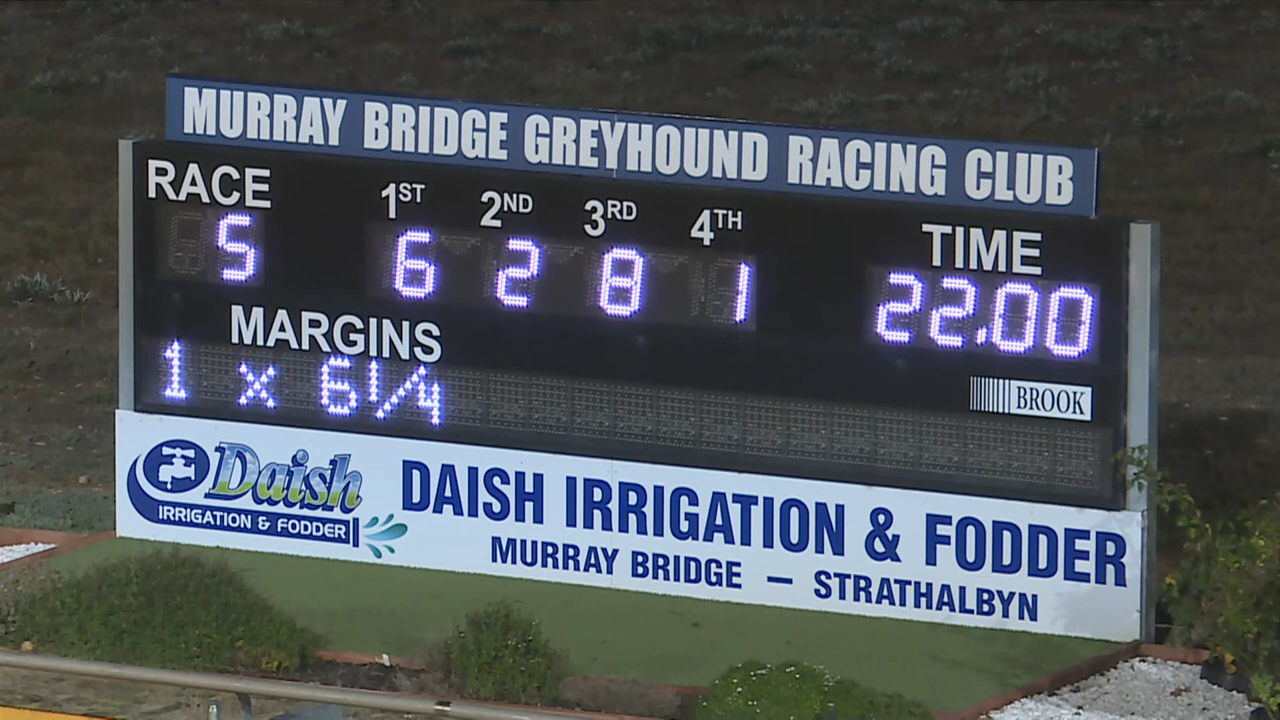 MURRAY BRIDGE GREYHOUND RACING CLUB
RACE 1ST 2ND 3RD 4TH TIME
5 6 2 8 1 22.00
MARGINS
1 x 6 1/4
BROOK
Daish
IRRIGATION & FODDER
DAISH IRRIGATION & FODDER
MURRAY BRIDGE – STRATHALBYN